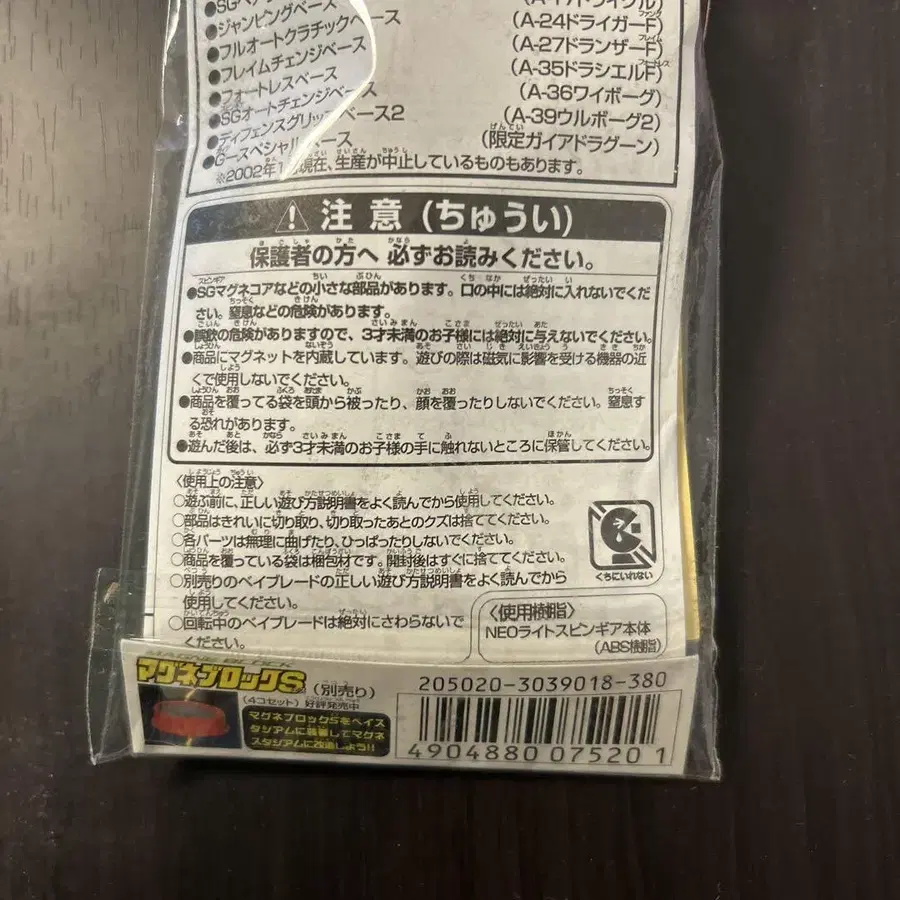 ●SG
●ジャンピングベース
●フルオートクラチックベース (A-24ドライガーF)
●フレイムチェンジベース (A-27ドランザーF)
●フォートレスベース (A-35ドラシエルF)
●SGオートチェンジベース (A-36ワイボーグ)
●ディフェンスグリップベース2 (A-39ウルボーグ2)
●G-スペシャルベース (限定ガイアドラグーン)
※2002年1月現在、生産が中止しているものもあります。
注意(ちゅうい)
保護者の方へ 必ずお読みください。
●SGマグネコアなどの小さな部品があります。口の中には絶対に入れないでくだ
さい。窒息などの危険があります。
●誤飲の危険がありますので、3才未満のお子様には絶対に与えないでください。
●商品にマグネットを内蔵しています。遊びの際は磁気に影響を受ける機器の近
くで使用しないでください。
●商品を覆ってる袋を頭から被ったり、顔を覆ったりしないでください。窒息す
る恐れがあります。
●遊んだ後は、必ず3才未満のお子様の手に触れないところに保管してください。
〈使用上の注意〉
○遊ぶ前に、正しい遊び方説明書をよく読んでから使用してください。
○部品はきれいに切り取り、切り取ったあとのクズは捨ててください。
○各パーツは無理に曲げたり、ひっぱったりしないでください。
○商品を覆っている袋は梱包材です。開封後はすぐに捨ててください。
○別売りのベイブレードの正しい遊び方説明書をよく読んでから
使用してください。
○回転中のベイブレードは絶対にさわらないで
ください。
くちにいれない
〈使用樹脂〉
NEOライトスピンギア本体
(ABS樹脂)
マグネブロックS (別売り)
(4コセット)好評発売中
マグネブロックSをベイス
タジアムに装着してマグネ
スタジアムに改造しよう!!
205020-3039018-380
4904880 075201